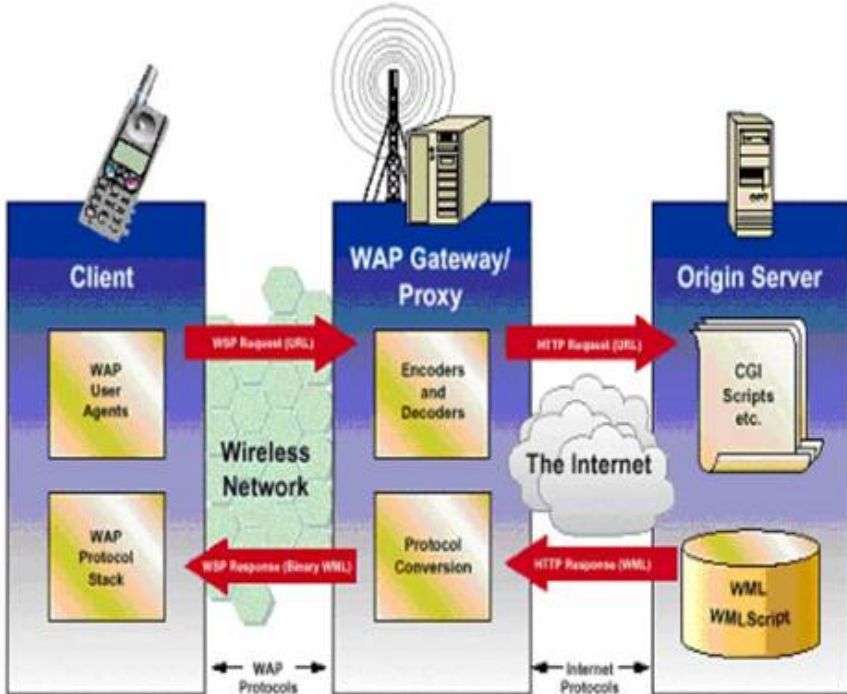 Client
WAP Gateway/
Proxy
Origin Server
WSP Request (URL)
HTTP Request (URL)
WAP
User
Agents
Encoders
and
Decoders
CGI
Scripts
etc.
Wireless
Network
The Internet
WAP
Protocol
Stack
WSP Response (Binary WML)
Protocol
Conversion
HTTP Response (WML)
WML
WMLScript
WAP
Protocols
Internet
Protocols